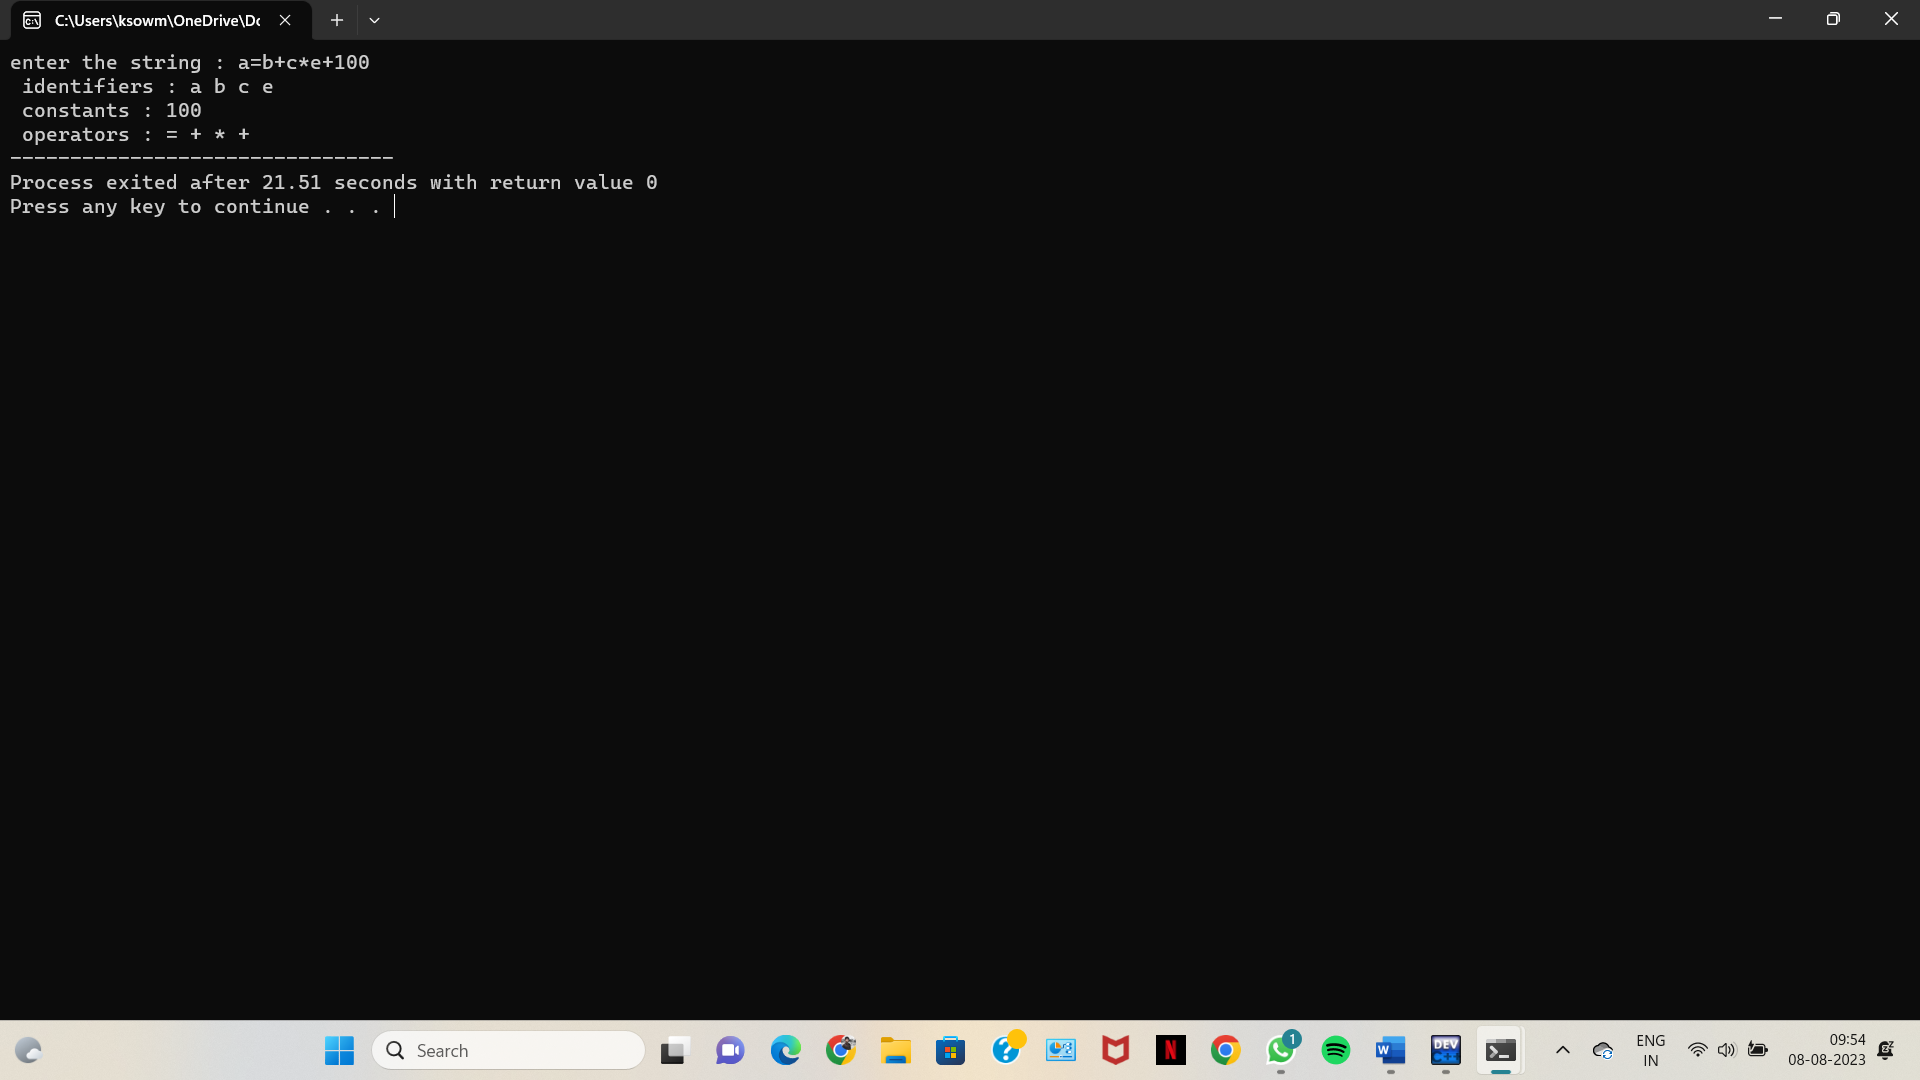 C:\Users\ksowm\OneDrive\Dc
enter the string : a=b+c*e+100
identifiers : a b c e
constants : 100
operators : = + * +
--------------------------------
Process exited after 21.51 seconds with return value 0
Press any key to continue . . .
Search
1
W
DEV
C++
ENG
IN
09:54
08-08-2023